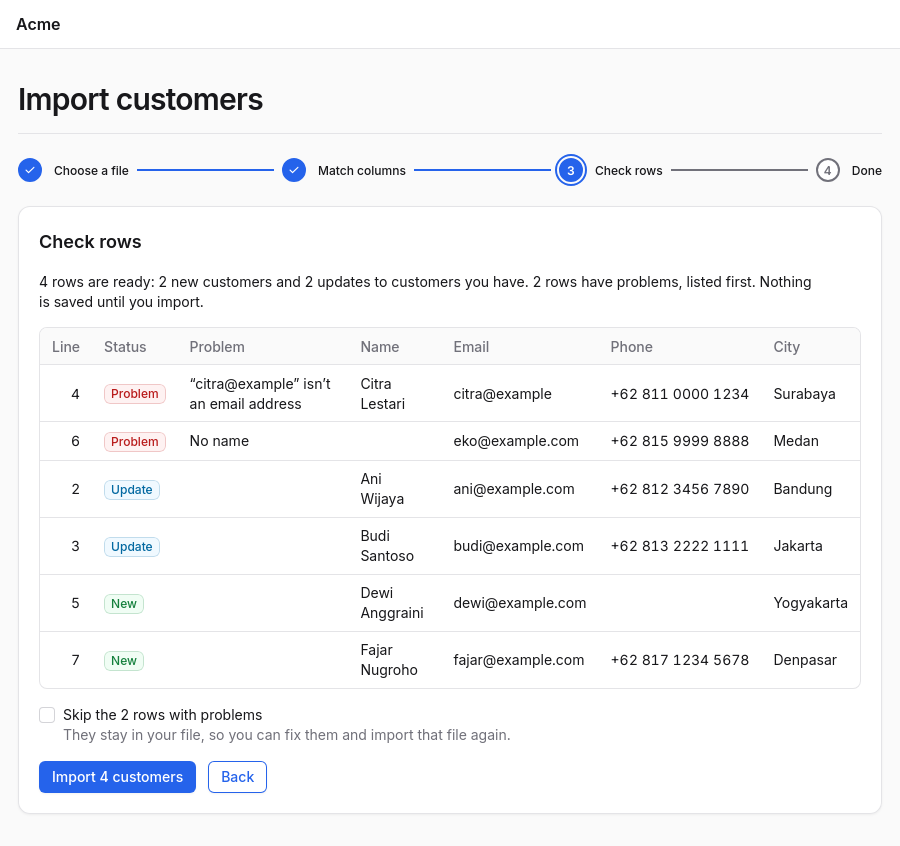 Acme
Import customers
Choose a file
Match columns
3
Check rows
4
Done
Check rows
4 rows are ready: 2 new customers and 2 updates to customers you have. 2 rows have problems, listed first. Nothing
is saved until you import.
Line Status Problem Name Email Phone City
4 Problem “citra@example” isn’t an email address Citra Lestari citra@example +62 811 0000 1234 Surabaya
6 Problem No name eko@example.com +62 815 9999 8888 Medan
2 Update Ani Wijaya ani@example.com +62 812 3456 7890 Bandung
3 Update Budi Santoso budi@example.com +62 813 2222 1111 Jakarta
5 New Dewi Anggraini dewi@example.com Yogyakarta
7 New Fajar Nugroho fajar@example.com +62 817 1234 5678 Denpasar
Skip the 2 rows with problems
They stay in your file, so you can fix them and import that file again.
Import 4 customers
Back